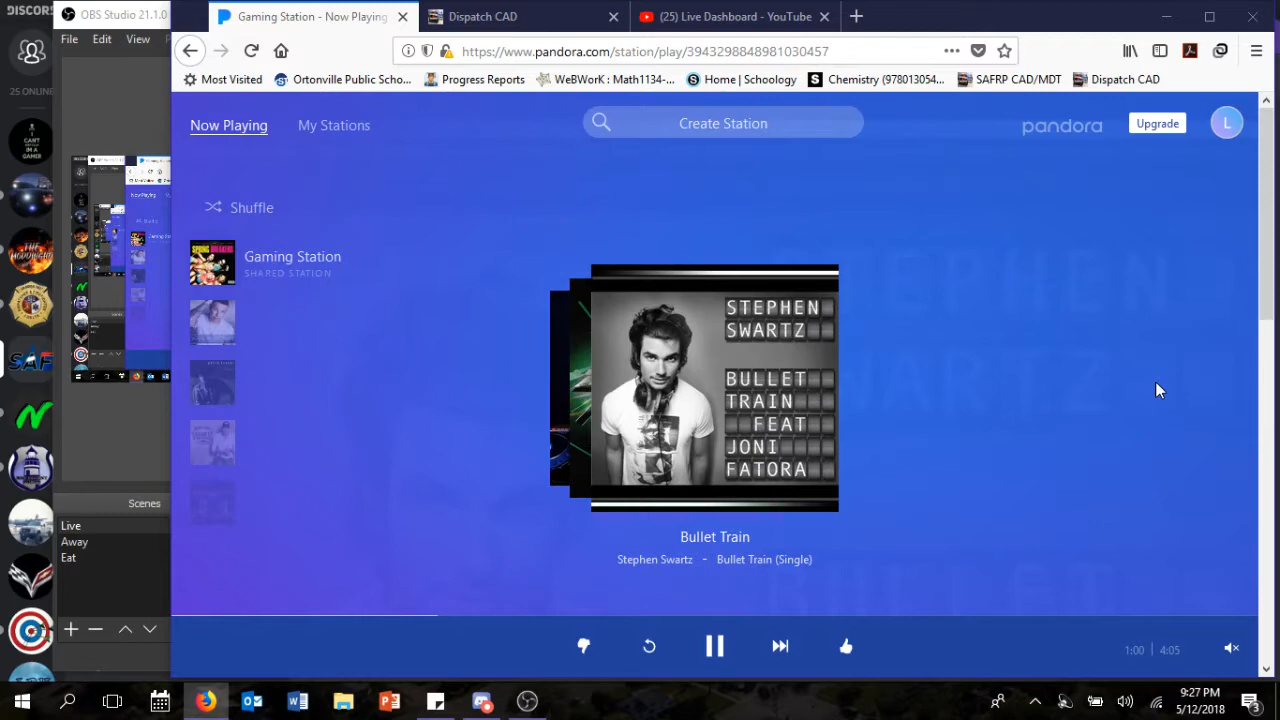 DISCORD
25 ONLINE
OBS Studio 21.1.0
File Edit View
Scenes
Live
Away
Eat
Gaming Station - Now Playing
Dispatch CAD
(25) Live Dashboard - YouTube
https://www.pandora.com/station/play/3943298848981030457
Most Visited
Ortonville Public Schoo...
Progress Reports
WeBWorK : Math1134-...
Home | Schoology
Chemistry (978013054...
SAFRP CAD/MDT
Dispatch CAD
Now Playing
My Stations
Create Station
pandora
Upgrade
L
Shuffle
Gaming Station
SHARED STATION
STEPHEN
SWARTZ
BULLET
TRAIN
FEAT
JONI
FATORA
Bullet Train
Stephen Swartz - Bullet Train (Single)
1:00 | 4:05
9:27 PM
5/12/2018
3